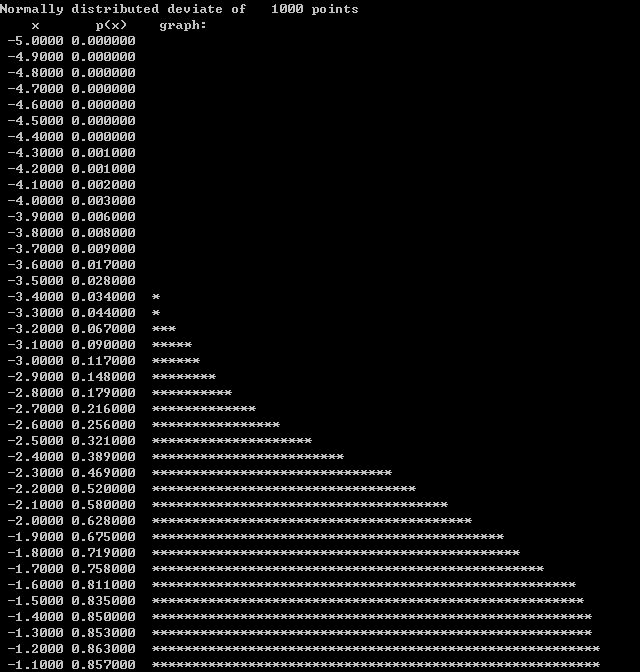 Normally distributed deviate of   1000 points
    x       p(x)    graph:
 -5.0000 0.000000
 -4.9000 0.000000
 -4.8000 0.000000
 -4.7000 0.000000
 -4.6000 0.000000
 -4.5000 0.000000
 -4.4000 0.000000
 -4.3000 0.001000
 -4.2000 0.001000
 -4.1000 0.002000
 -4.0000 0.003000
 -3.9000 0.006000
 -3.8000 0.008000
 -3.7000 0.009000
 -3.6000 0.017000
 -3.5000 0.028000
 -3.4000 0.034000  *
 -3.3000 0.044000  *
 -3.2000 0.067000  ***
 -3.1000 0.090000  *****
 -3.0000 0.117000  ******
 -2.9000 0.148000  ********
 -2.8000 0.179000  **********
 -2.7000 0.216000  *************
 -2.6000 0.256000  ****************
 -2.5000 0.321000  ********************
 -2.4000 0.389000  ************************
 -2.3000 0.469000  ******************************
 -2.2000 0.520000  *********************************
 -2.1000 0.580000  *************************************
 -2.0000 0.628000  ****************************************
 -1.9000 0.675000  ********************************************
 -1.8000 0.719000  **********************************************
 -1.7000 0.758000  *************************************************
 -1.6000 0.811000  *****************************************************
 -1.5000 0.835000  ******************************************************
 -1.4000 0.850000  *******************************************************
 -1.3000 0.853000  *******************************************************
 -1.2000 0.863000  ********************************************************
 -1.1000 0.857000  ********************************************************